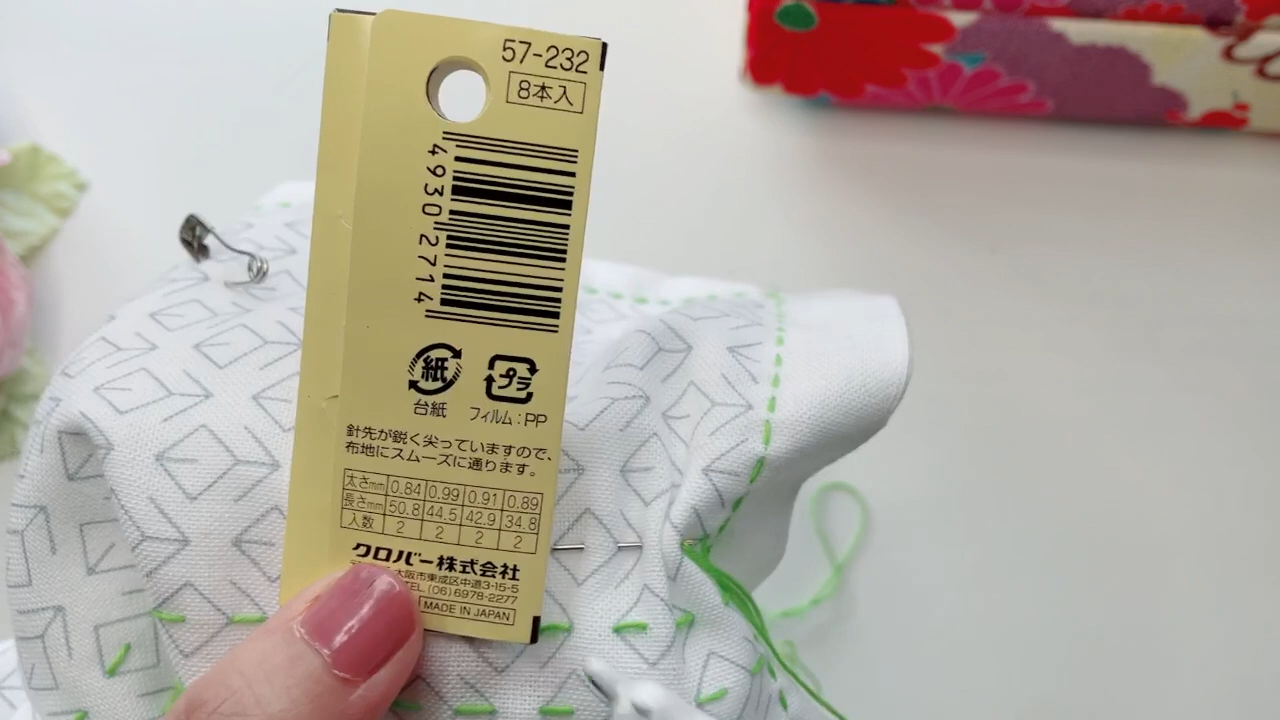 57-232
8本入
4930 2714
紙
プラ
台紙 フィルム:PP
針先が鋭く尖っていますので、
布地にスムーズに通ります。
太さmm 0.84 0.99 0.91 0.89
長さmm 50.8 44.5 42.9 34.8
入数 2 2 2 2
クロバー株式会社
大阪市東成区中道3-15-5
TEL.(06)6978-2277
MADE IN JAPAN